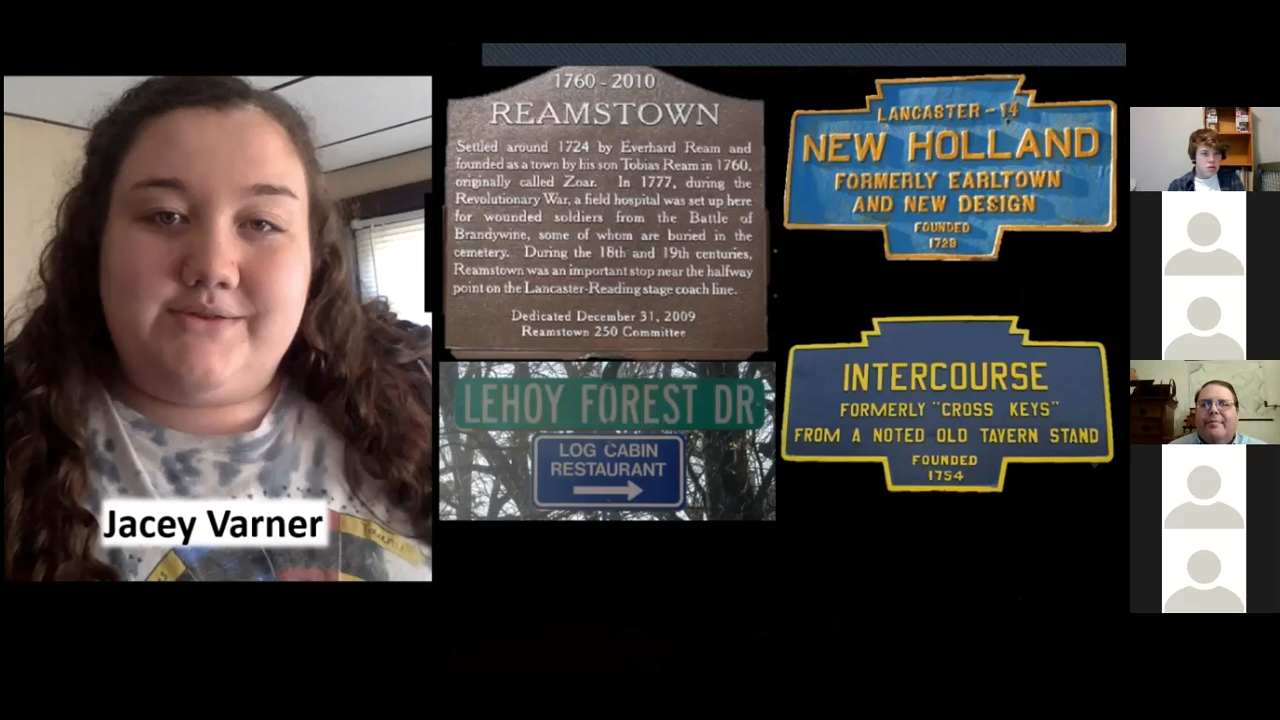 1760 - 2010
REAMSTOWN
Settled around 1724 by Everhard Ream and
founded as a town by his son Tobias Ream in 1760,
originally called Zoar. In 1777, during the
Revolutionary War, a field hospital was set up here
for wounded soldiers from the Battle of
Brandywine, some of whom are buried in the
cemetery. During the 18th and 19th centuries,
Reamstown was an important stop near the halfway
point on the Lancaster-Reading stage coach line.
Dedicated December 31, 2009
Reamstown 250 Committee
LANCASTER - 14
NEW HOLLAND
FORMERLY EARLTOWN
AND NEW DESIGN
FOUNDED
1728
LEHOY FOREST DR
LOG CABIN
RESTAURANT
INTERCOURSE
FORMERLY "CROSS KEYS"
FROM A NOTED OLD TAVERN STAND
FOUNDED
1754
Jacey Varner